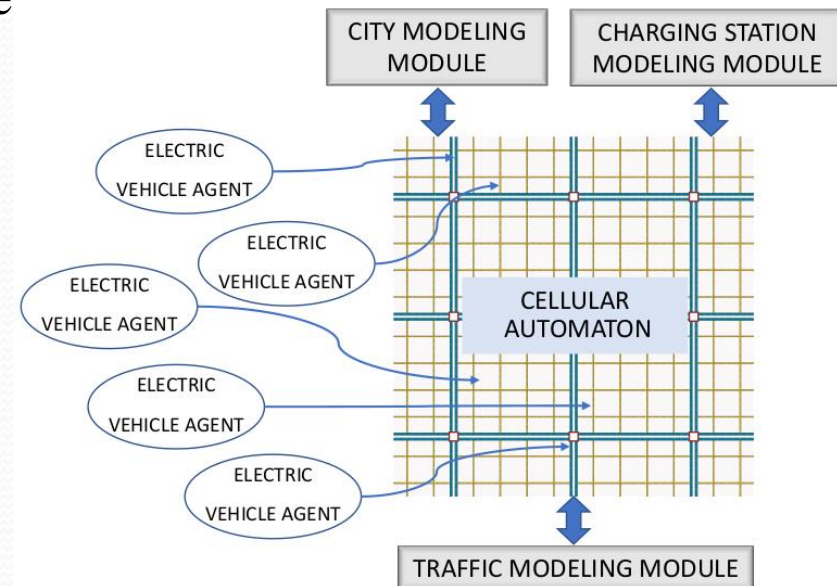 CITY MODELING
MODULE
CHARGING STATION
MODELING MODULE
ELECTRIC
VEHICLE AGENT
ELECTRIC
VEHICLE AGENT
ELECTRIC
VEHICLE AGENT
ELECTRIC
VEHICLE AGENT
ELECTRIC
VEHICLE AGENT
CELLULAR
AUTOMATON
TRAFFIC MODELING MODULE